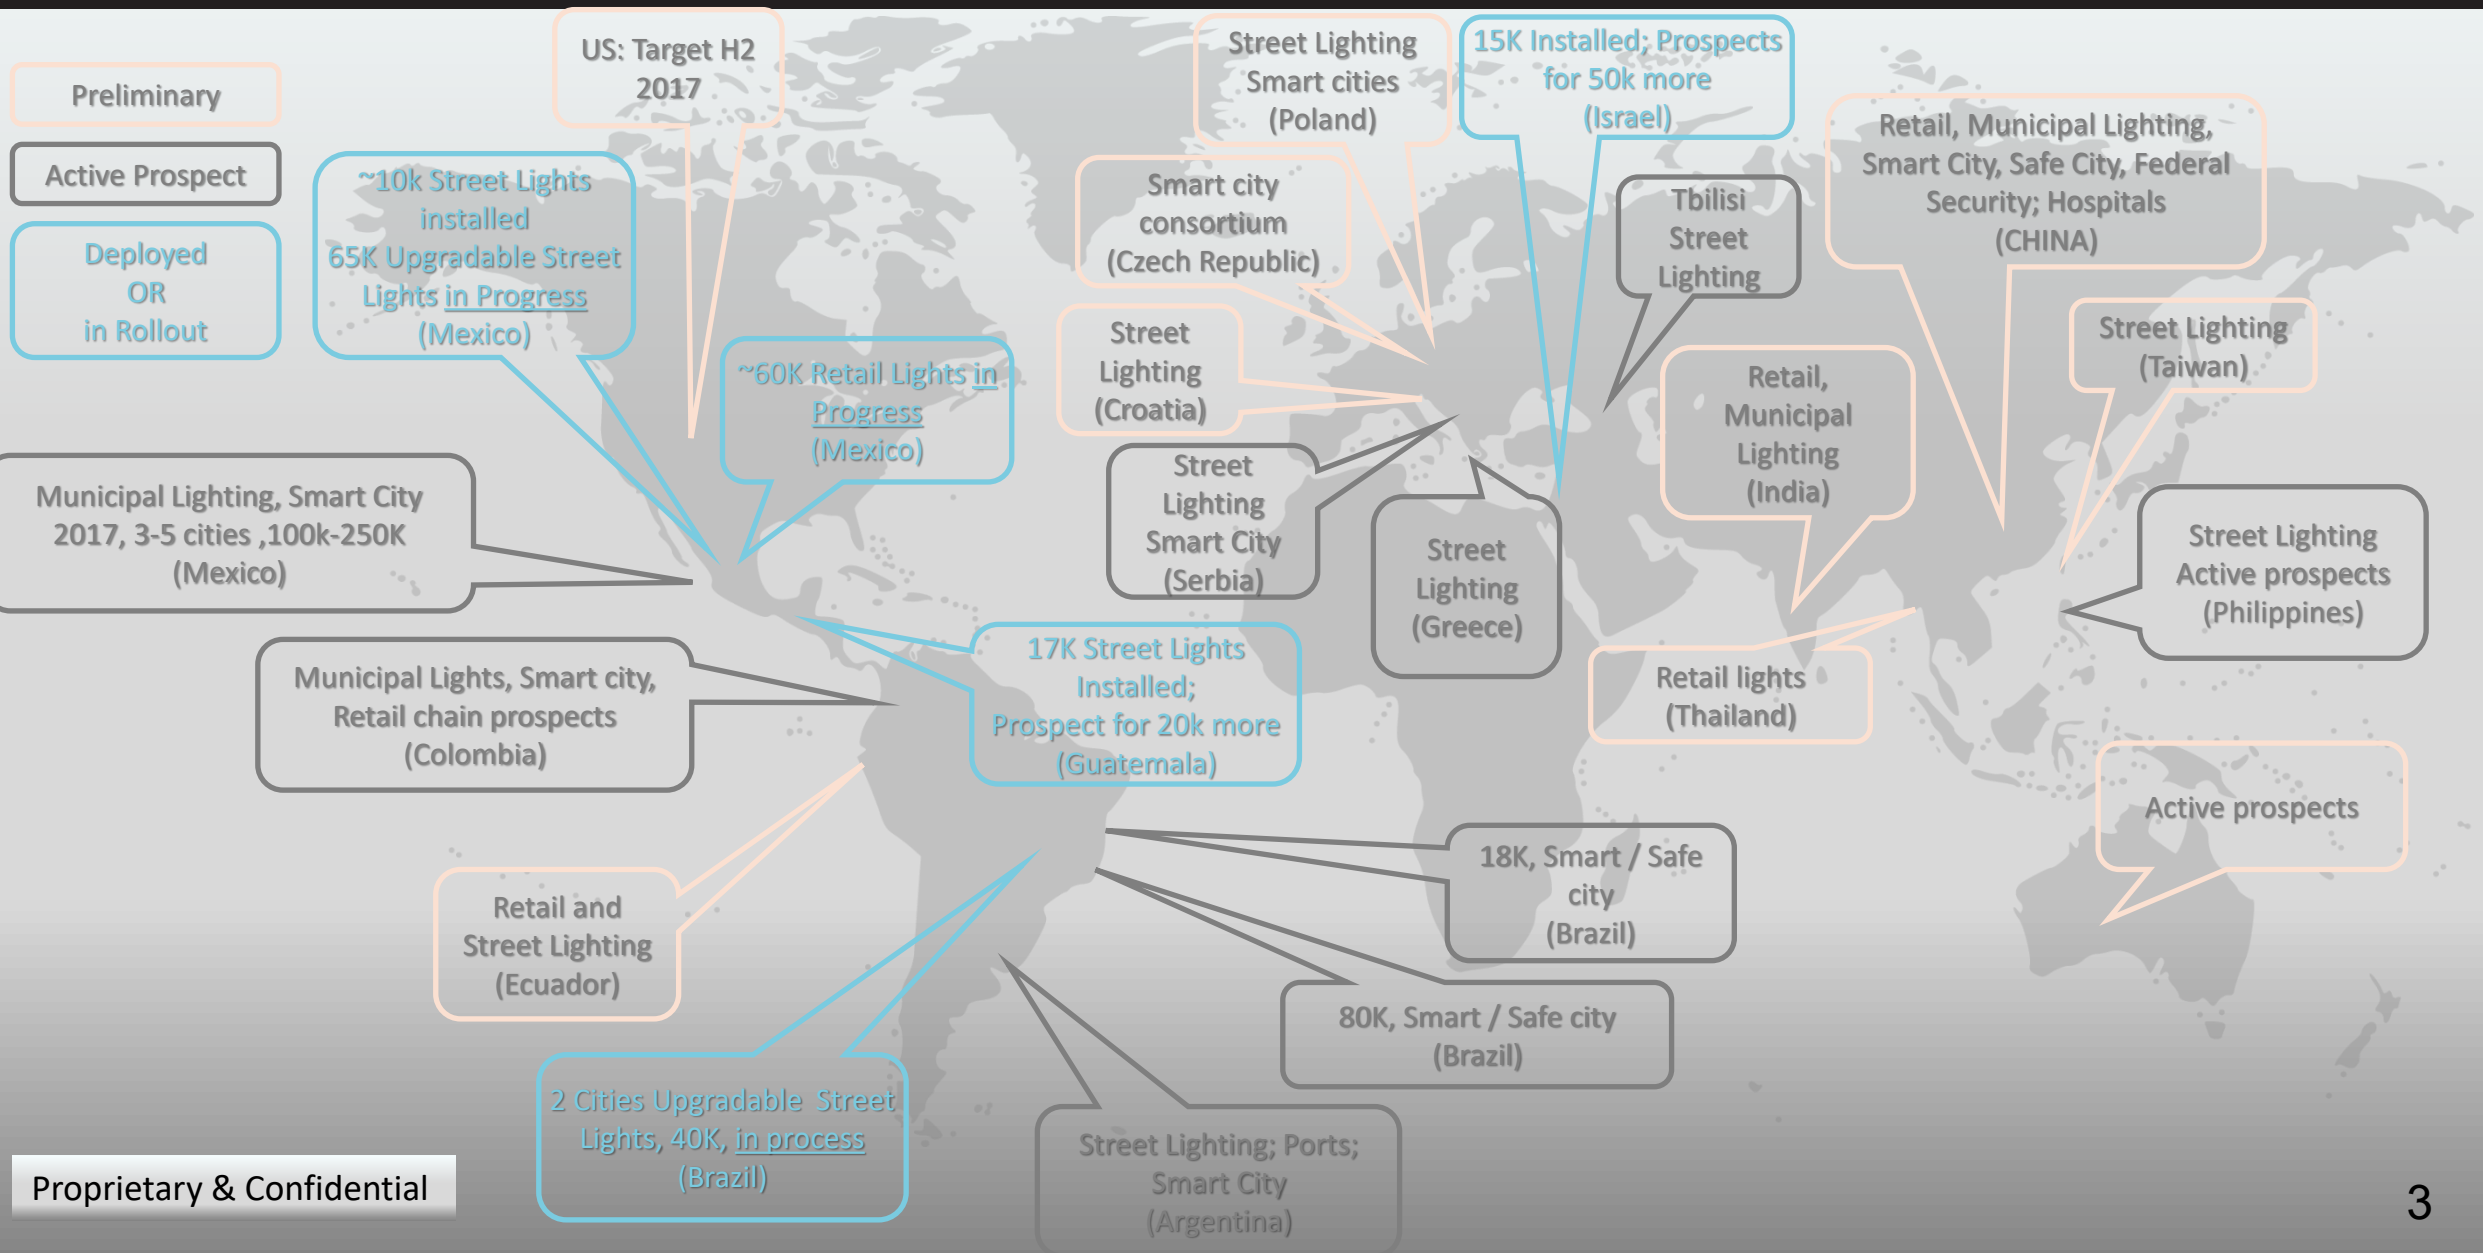 Preliminary
Active Prospect
Deployed
OR
in Rollout
US: Target H2
2017
~10k Street Lights
installed
65K Upgradable Street
Lights in Progress
(Mexico)
~60K Retail Lights in
Progress
(Mexico)
Municipal Lighting, Smart City
2017, 3-5 cities ,100k-250K
(Mexico)
Municipal Lights, Smart city,
Retail chain prospects
(Colombia)
17K Street Lights
Installed;
Prospect for 20k more
(Guatemala)
Retail and
Street Lighting
(Ecuador)
2 Cities Upgradable  Street
Lights, 40K, in process
(Brazil)
Street Lighting; Ports;
Smart City
(Argentina)
80K, Smart / Safe city
(Brazil)
18K, Smart / Safe
city
(Brazil)
Street Lighting
Smart cities
(Poland)
Smart city
consortium
(Czech Republic)
Street
Lighting
(Croatia)
Street
Lighting
Smart City
(Serbia)
Street
Lighting
(Greece)
15K Installed; Prospects
for 50k more
(Israel)
Tbilisi
Street
Lighting
Retail, Municipal Lighting,
Smart City, Safe City, Federal
Security; Hospitals
(CHINA)
Street Lighting
(Taiwan)
Retail,
Municipal
Lighting
(India)
Street Lighting
Active prospects
(Philippines)
Retail lights
(Thailand)
Active prospects
Proprietary & Confidential
3